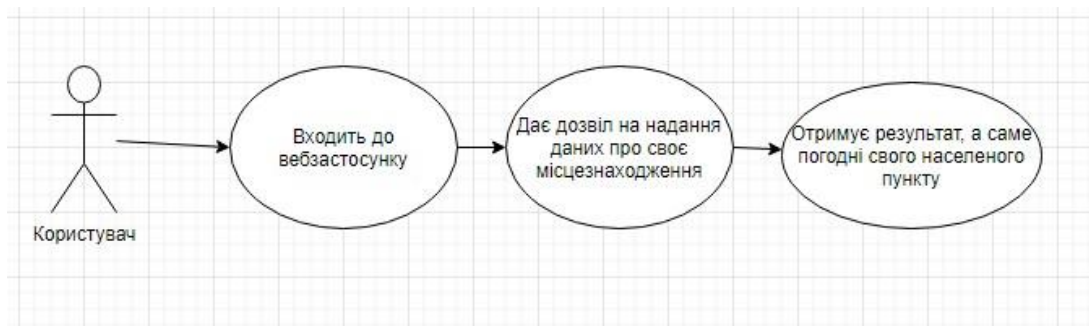 Користувач
Входить до
вебзастосунку
Дає дозвіл на надання
даних про своє
місцезнаходження
Отримує результат, а саме
погодні свого населеного
пункту